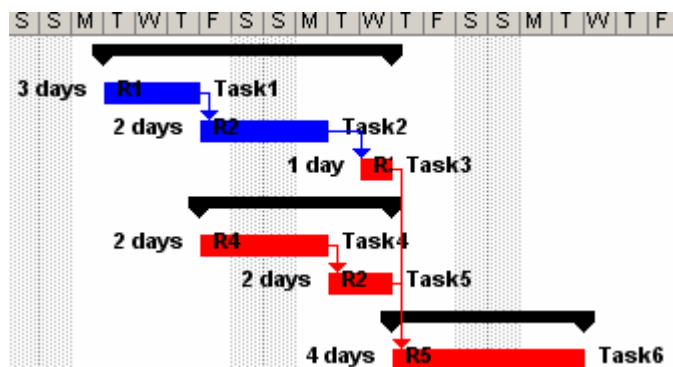 S S M T W T F S S M T W T F S S M T W T F
3 days R1 Task1
2 days R2 Task2
1 day Task3
2 days R4 Task4
2 days R2 Task5
4 days R5 Task6